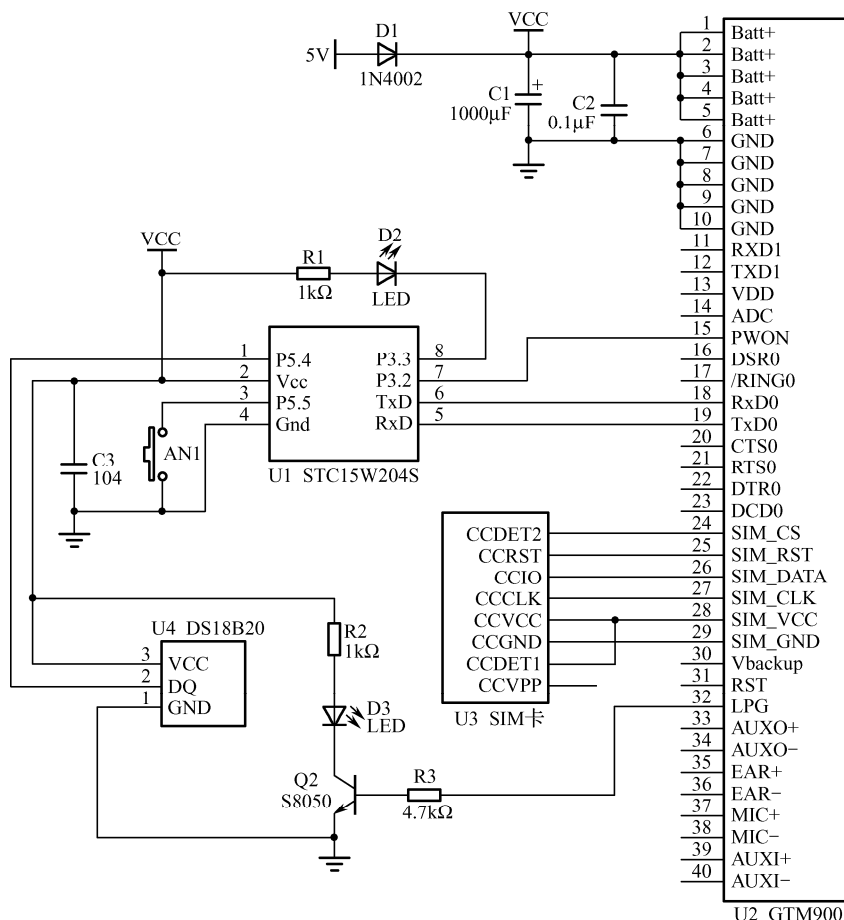 5V
D1
1N4002
VCC
C1
+
1000μF
C2
0.1μF
1 Batt+
2 Batt+
3 Batt+
4 Batt+
5 Batt+
6 GND
7 GND
8 GND
9 GND
10 GND
11 RXD1
12 TXD1
13 VDD
14 ADC
15 PWON
16 DSR0
17 /RING0
18 RxD0
19 TxD0
20 CTS0
21 RTS0
22 DTR0
23 DCD0
24 SIM_CS
25 SIM_RST
26 SIM_DATA
27 SIM_CLK
28 SIM_VCC
29 SIM_GND
30 Vbackup
31 RST
32 LPG
33 AUXO+
34 AUXO−
35 EAR+
36 EAR−
37 MIC+
38 MIC−
39 AUXI+
40 AUXI−
U2 GTM900
VCC
R1
1kΩ
D2
LED
1 P5.4
2 Vcc
3 P5.5
4 Gnd
P3.3 8
P3.2 7
TxD 6
RxD 5
U1 STC15W204S
C3
104
AN1
CCDET2
CCRST
CCIO
CCCLK
CCVCC
CCGND
CCDET1
CCVPP
U3 SIM卡
U4 DS18B20
3 VCC
2 DQ
1 GND
R2
1kΩ
D3
LED
Q2
S8050
R3
4.7kΩ